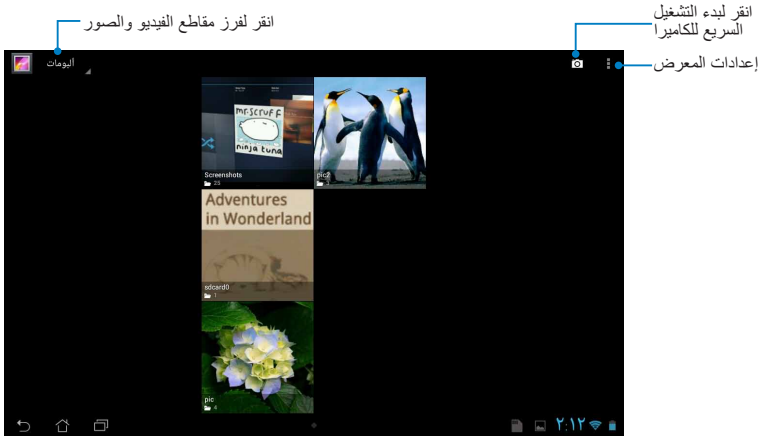 انقر لبدء التشغيل
السريع للكاميرا
انقر لفرز مقاطع الفيديو والصور
إعدادات المعرض
ألبومات
mr.scruff
ninja tuna
Screenshots
25
pic2
Adventures
in Wonderland
sdcard0
1
pic
4
٢:١٢